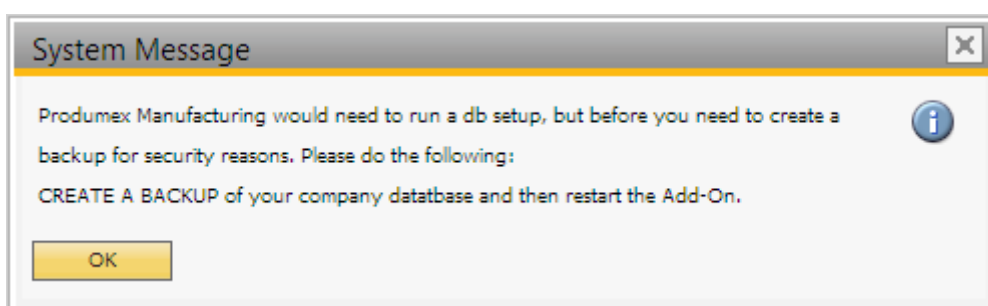 System Message
Produmex Manufacturing would need to run a db setup, but before you need to create a
backup for security reasons. Please do the following:
CREATE A BACKUP of your company datatbase and then restart the Add-On.
OK